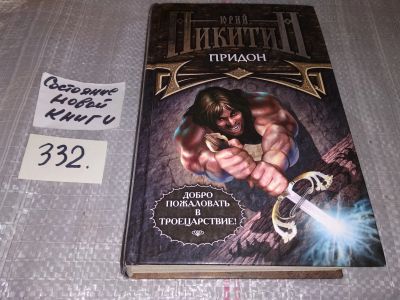 Состояние
новой
книги
332.
ЮРИЙ
НИКИТИН
ПРИДОН
ДОБРО
ПОЖАЛОВАТЬ
В
ТРОЕЦАРСТВИЕ!